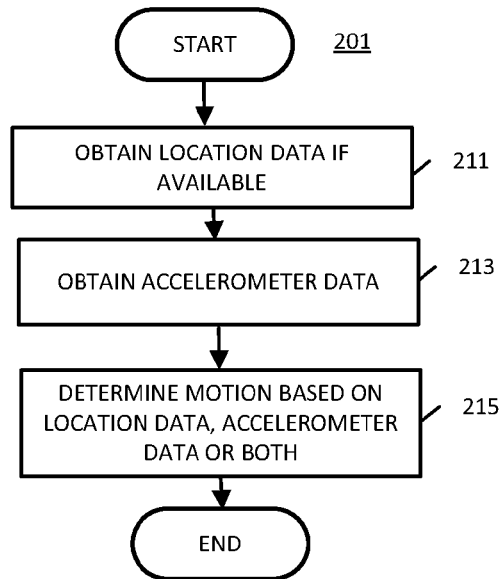 START
201
OBTAIN LOCATION DATA IF
AVAILABLE
211
OBTAIN ACCELEROMETER DATA
213
DETERMINE MOTION BASED ON
LOCATION DATA, ACCELEROMETER
DATA OR BOTH
215
END